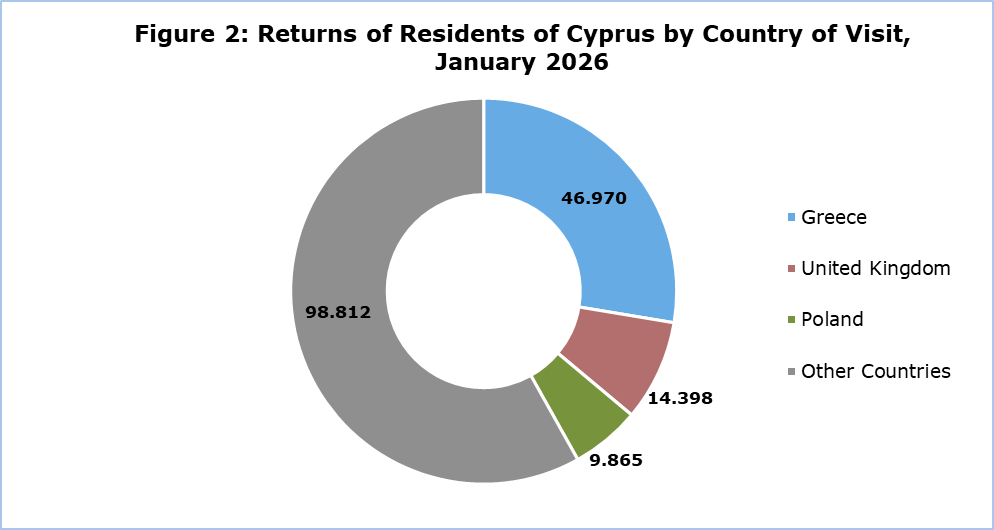 Figure 2: Returns of Residents of Cyprus by Country of Visit,
January 2026
46.970
98.812
14.398
9.865
Greece
United Kingdom
Poland
Other Countries